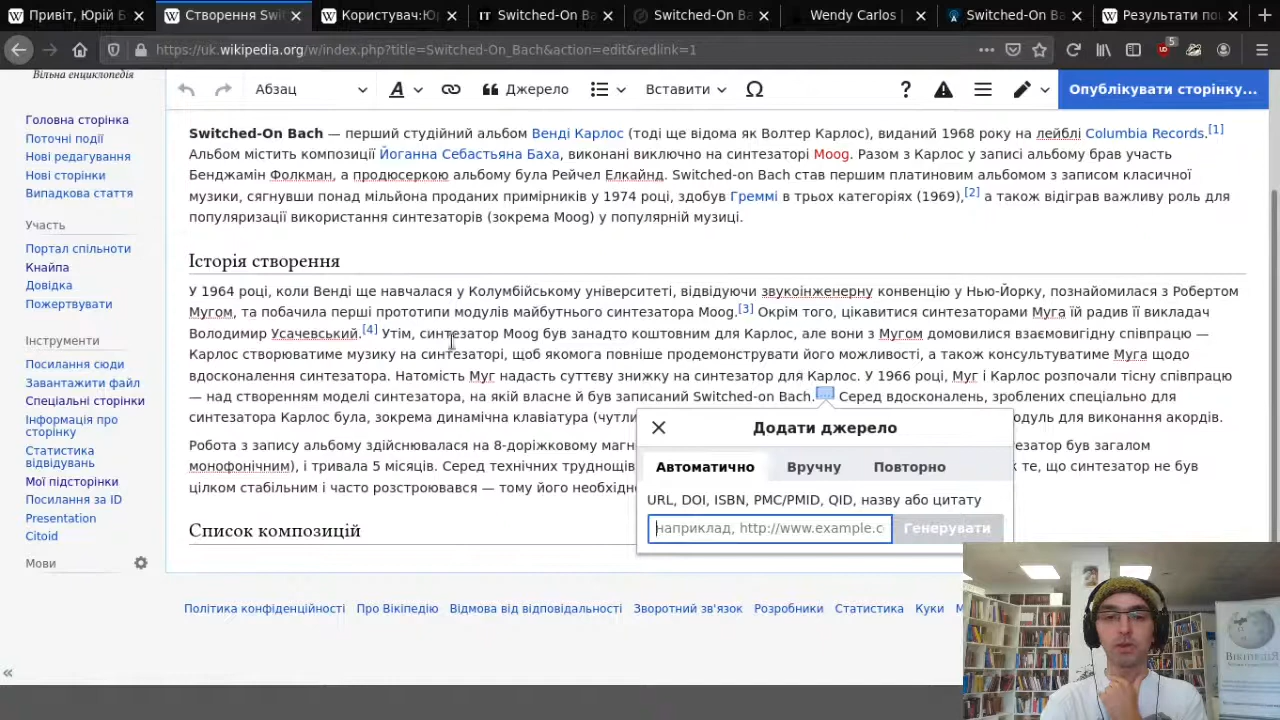 Привіт, Юрій Б
Створення Swi
Користувач:Юр
Switched-On Ba
Switched-On Ba
Wendy Carlos |
Switched-On Ba
Результати по
https://uk.wikipedia.org/w/index.php?title=Switched-On_Bach&action=edit&redlink=1
5
Вільна енциклопедія
Головна сторінка
Поточні події
Нові редагування
Нові сторінки
Випадкова стаття
Участь
Портал спільноти
Кнайпа
Довідка
Пожертвувати
Інструменти
Посилання сюди
Завантажити файл
Спеціальні сторінки
Інформація про
сторінку
Статистика
відвідувань
Мої підсторінки
Посилання за ID
Presentation
Citoid
Мови
Абзац
A
Джерело
Вставити
Ω
?
Опублікувати сторінку...
Switched-On Bach — перший студійний альбом Венді Карлос (тоді ще відома як Волтер Карлос), виданий 1968 року на лейблі Columbia Records.[1]
Альбом містить композиції Йоганна Себастьяна Баха, виконані виключно на синтезаторі Moog. Разом з Карлос у записі альбому брав участь
Бенджамін Фолкман, а продюсеркою альбому була Рейчел Елкайнд. Switched-on Bach став першим платиновим альбомом з записом класичної
музики, сягнувши понад мільйона проданих примірників у 1974 році, здобув Греммі в трьох категоріях (1969),[2] а також відіграв важливу роль для
популяризації використання синтезаторів (зокрема Moog) у популярній музиці.
Історія створення
У 1964 році, коли Венді ще навчалася у Колумбійському університеті, відвідуючи звукоінженерну конвенцію у Нью-Йорку, познайомилася з Робертом
Мугом, та побачила перші прототипи модулів майбутнього синтезатора Moog.[3] Окрім того, цікавитися синтезаторами Муга їй радив її викладач
Володимир Усачевський.[4] Утім, синтезатор Moog був занадто коштовним для Карлос, але вони з Мугом домовилися взаємовигідну співпрацю —
Карлос створюватиме музику на синтезаторі, щоб якомога повніше продемонструвати його можливості, а також консультуватиме Муга щодо
вдосконалення синтезатора. Натомість Муг надасть суттєву знижку на синтезатор для Карлос. У 1966 році, Муг і Карлос розпочали тісну співпрацю
— над створенням моделі синтезатора, на якій власне й був записаний Switched-on Bach. Серед вдосконалень, зроблених спеціально для
синтезатора Карлос була, зокрема динамічна клавіатура (чутли одуль для виконання акордів.
Робота з запису альбому здійснювалася на 8-доріжковому магн езатор був загалом
монофонічним), і тривала 5 місяців. Серед технічних труднощів к те, що синтезатор не був
цілком стабільним і часто розстроювався — тому його необхідно
Список композицій
Додати джерело
Автоматично
Вручну
Повторно
URL, DOI, ISBN, PMC/PMID, QID, назву або цитату
Наприклад, http://www.example.c
Генерувати
Політика конфіденційності
Про Вікіпедію
Відмова від відповідальності
Зворотний зв'язок
Розробники
Статистика
Куки
М
«
ВІКІПЕДІЯ